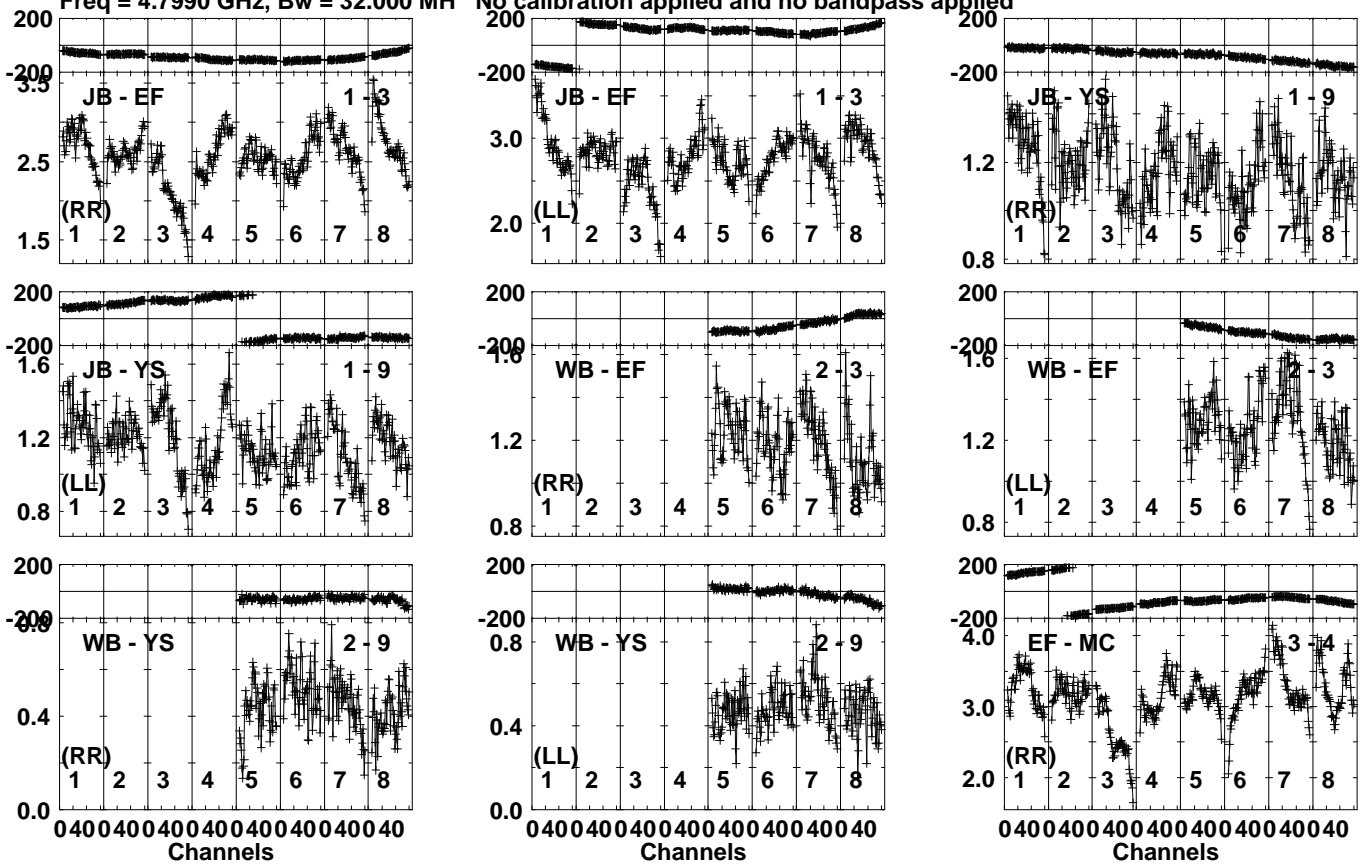 Freq = 4.7990 GHz, Bw = 32.000 MH No calibration applied and no bandpass applied
200 200 200
-200 -200 -200
3.5
JB - EF 1 - 3 JB - EF 1 - 3 JB - YS 1 - 9
2.5 3.0 1.2
(RR) (LL) (RR)
2.0
1.5 0.8
1 2 3 4 5 6 7 8 1 2 3 4 5 6 7 8 1 2 3 4 5 6 7 8
200 200 200
-200 -200 -200
1.6 1.6 1.6
JB - YS 1 - 9 WB - EF 2 - 3 WB - EF 2 - 3
1.2 1.2 1.2
(LL) (RR) (LL)
1 2 3 4 5 6 7 8 1 2 3 4 5 6 7 8 1 2 3 4 5 6 7 8
0.8 0.8 0.8
200 200 200
-200 -200 -200
0.8 0.8 4.0
WB - YS 2 - 9 WB - YS 2 - 9 EF - MC 3 - 4
0.4 0.4 3.0
(RR) (LL) (RR)
1 2 3 4 5 6 7 8 1 2 3 4 5 6 7 8 1 2 3 4 5 6 7 8
2.0
0.0 0.0
0 40 0 40 0 40 0 40 0 40 0 40 0 40 0 40 0 40 0 40 0 40 0 40 0 40 0 40 0 40 0 40 0 40 0 40 0 40 0 40 0 40 0 40 0 40 0 40
Channels Channels Channels